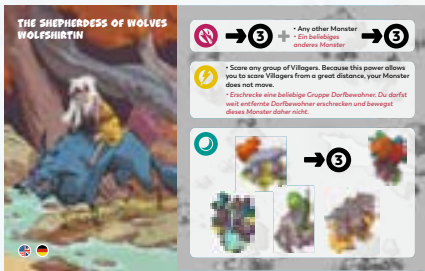 THE SHEPHERDESS OF WOLVES
WOLFSHIRTIN
3
• Any other Monster
• Ein beliebiges
anderes Monster
3
• Scare any group of Villagers. Because this power allows
you to scare Villagers from a great distance, your Monster
does not move.
• Erschrecke eine beliebige Gruppe Dorfbewohner. Du darfst
weit entfernte Dorfbewohner erschrecken und bewegst
dieses Monster daher nicht.
3